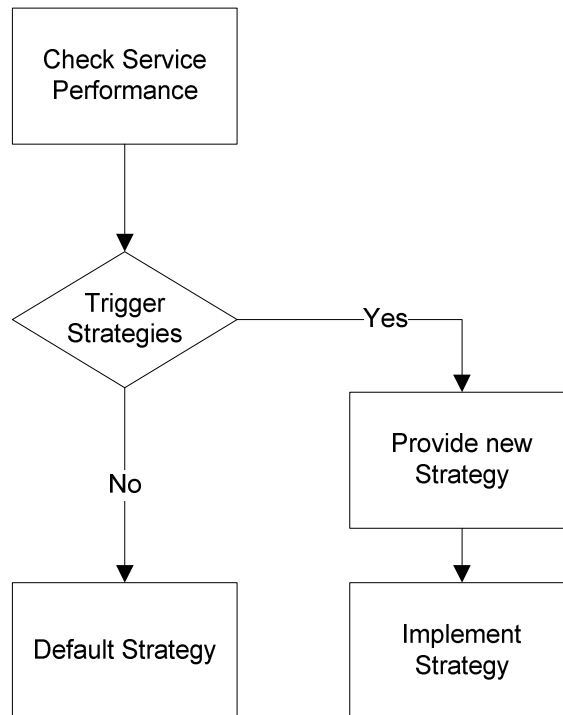 Check Service
Performance
Trigger
Strategies
Yes
Provide new
Strategy
No
Default Strategy
Implement
Strategy